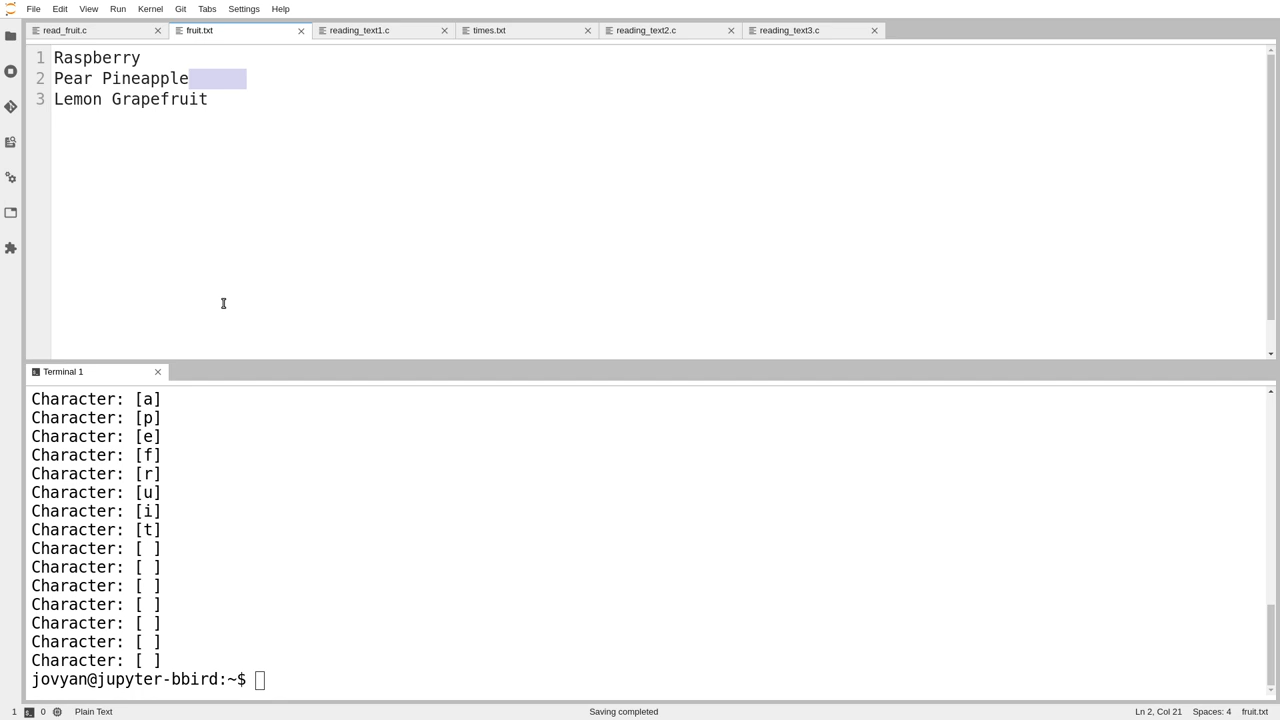 File Edit View Run Kernel Git Tabs Settings Help
read_fruit.c fruit.txt reading_text1.c times.txt reading_text2.c reading_text3.c
1 Raspberry
2 Pear Pineapple
3 Lemon Grapefruit
Terminal 1
Character: [a]
Character: [p]
Character: [e]
Character: [f]
Character: [r]
Character: [u]
Character: [i]
Character: [t]
Character: [ ]
Character: [ ]
Character: [ ]
Character: [ ]
Character: [ ]
Character: [ ]
Character: [ ]
jovyan@jupyter-bbird:~$
1 0 Plain Text Saving completed Ln 2, Col 21 Spaces: 4 fruit.txt